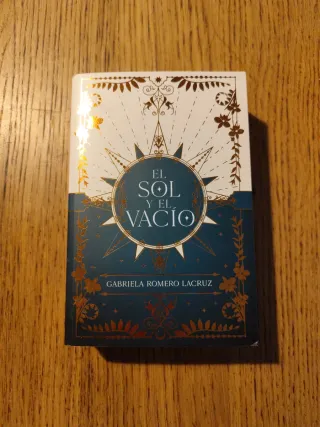 EL
SOL
Y EL
VACÍO
GABRIELA ROMERO LACRUZ